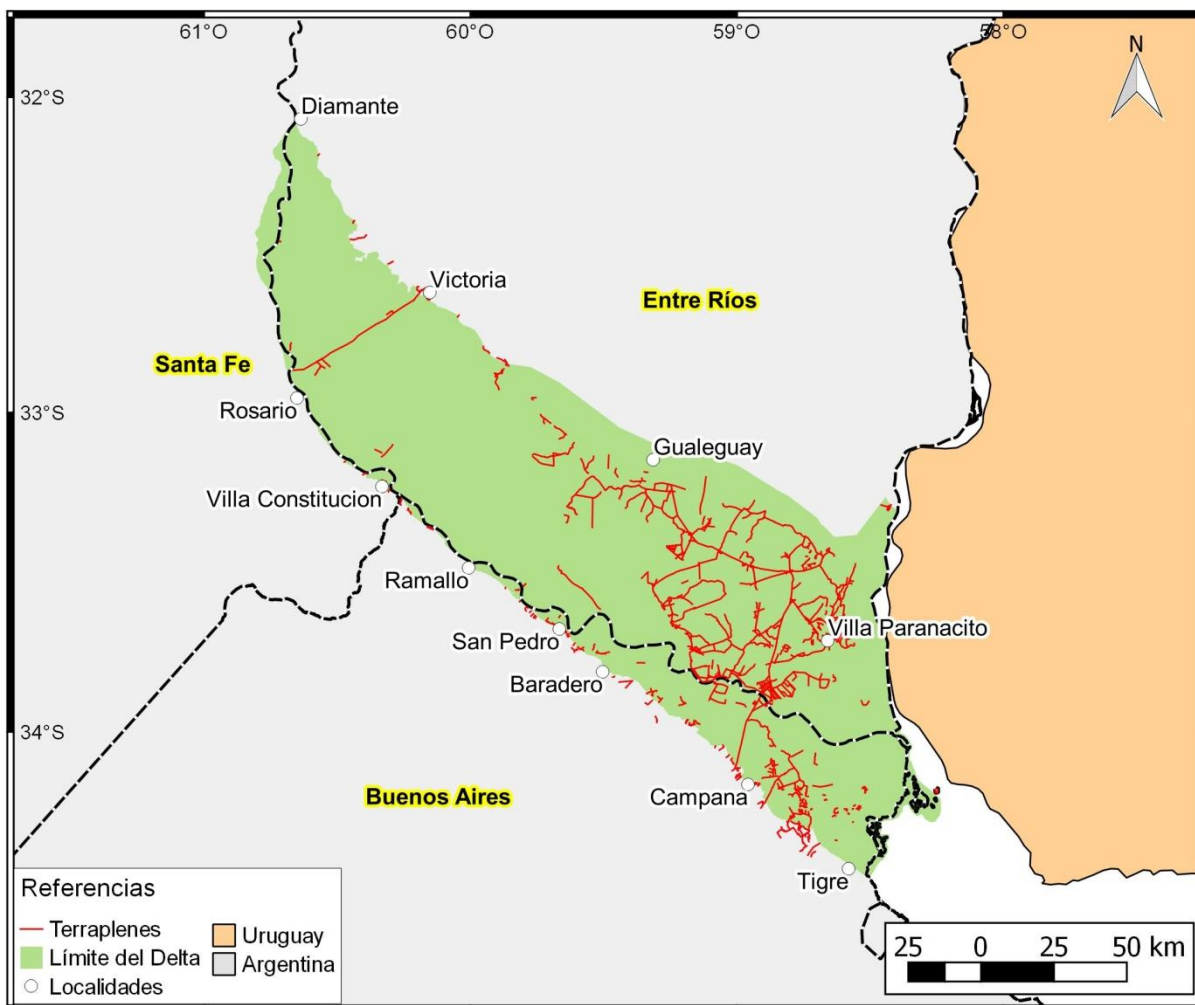 61°O
60°O
59°O
58°O
N
32°S
Diamante
Victoria
Entre Ríos
Santa Fe
Rosario
33°S
Gualeguay
Villa Constitucion
Ramallo
San Pedro
Villa Paranacito
Baradero
34°S
Buenos Aires
Campana
Tigre
Referencias
Terraplenes
Límite del Delta
Localidades
Uruguay
Argentina
25 0 25 50 km